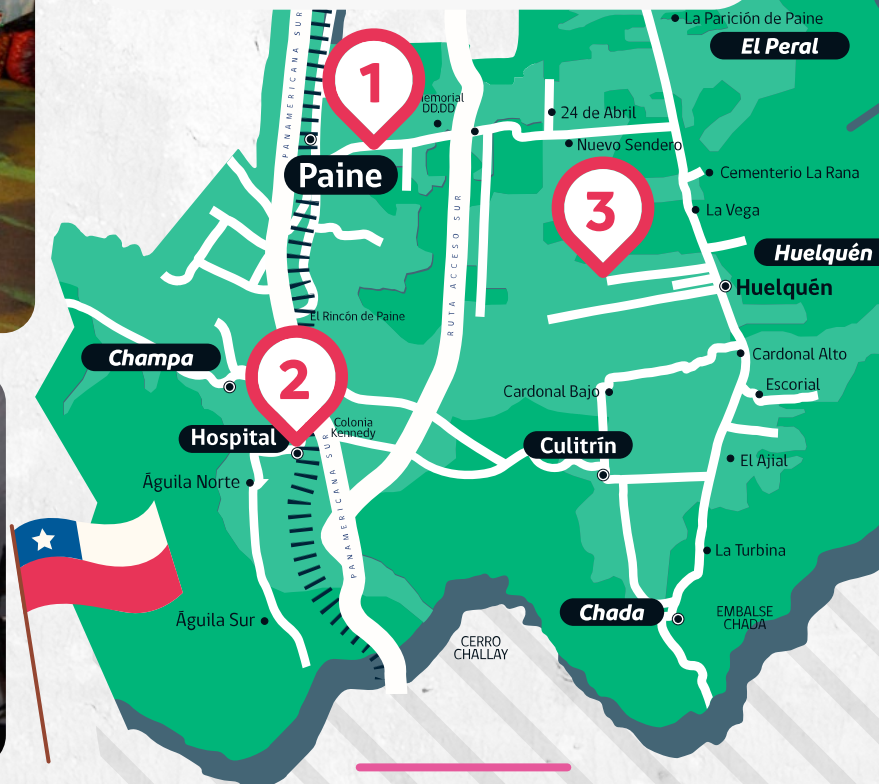 La Parición de Paine
El Peral
PANAMERICANA SUR
1
DD,DD
24 de Abril
Nuevo Sendero
Paine
Cementerio La Rana
3
La Vega
RUTA ACCESO SUR
Huelquén
Huelquén
El Rincón de Paine
Champa
2
Cardonal Alto
Cardonal Bajo
Escorial
Colonia
Kennedy
Hospital
Culitrín
PANAMERICANA SUR
El Ajial
Águila Norte
La Turbina
Águila Sur
Chada
EMBALSE
CHADA
CERRO
CHALLAY